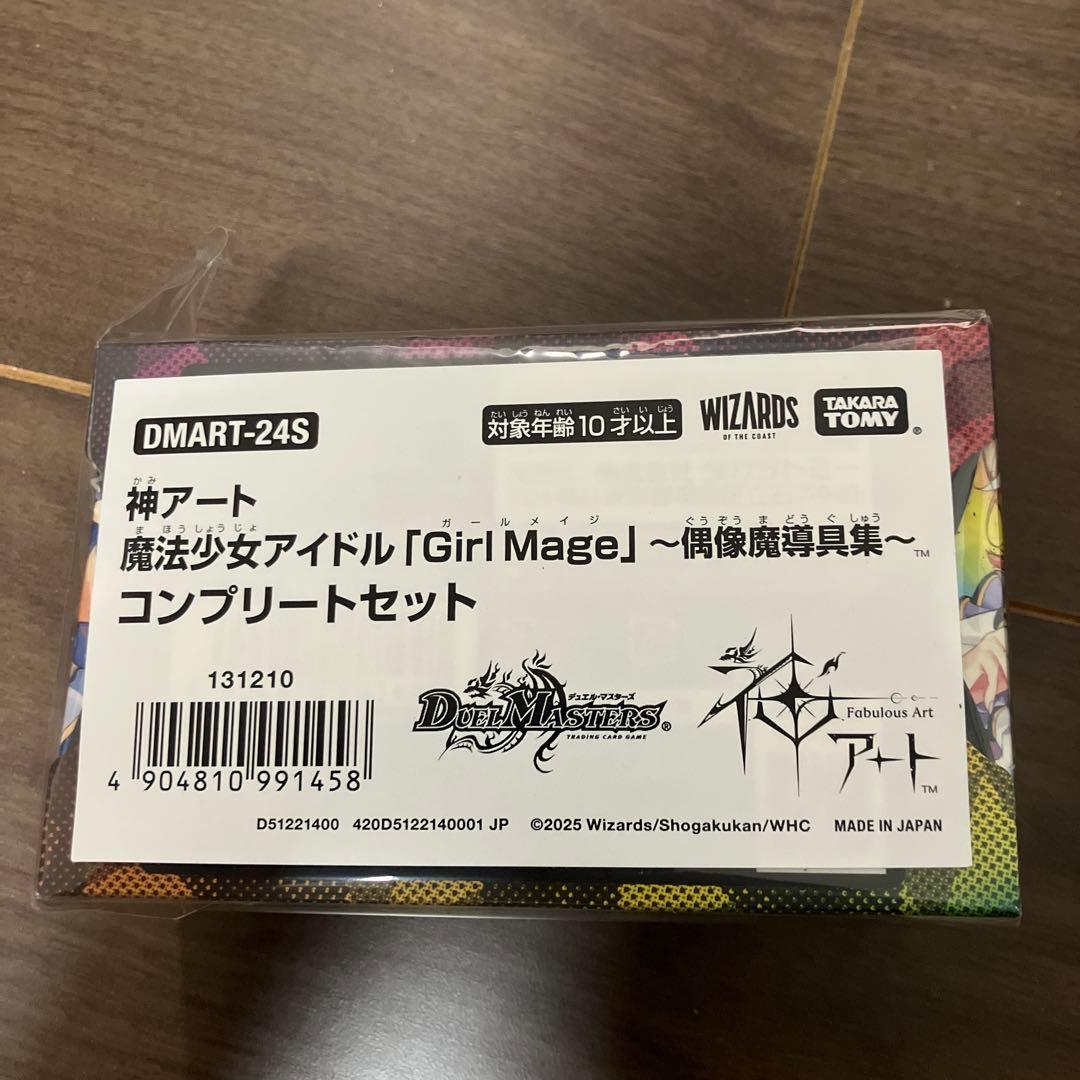 DMART-24S
たいしょうねんれい さいいじょう
対象年齢10才以上
WIZARDS
OF THE COAST
TAKARA
TOMY®
かみ
神アート
まほうしょうじょ ガールメイジ ぐうぞうまどうぐしゅう
魔法少女アイドル「Girl Mage」～偶像魔導具集～™
コンプリートセット
131210
4 904810 991458
デュエル・マスターズ
DUEL MASTERS®
TRADING CARD GAME
神
Fabulous Art
アート™
D51221400 420D5122140001 JP ©2025 Wizards/Shogakukan/WHC MADE IN JAPAN